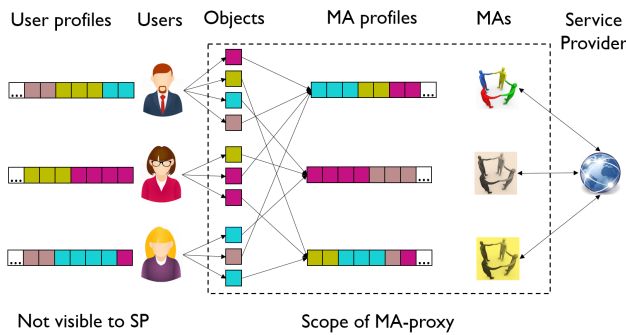 User profiles Users Objects MA profiles MAs Service
Provider
...
...
...
...
...
...
Not visible to SP Scope of MA-proxy